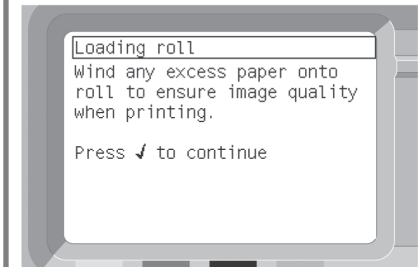 Loading roll
Wind any excess paper onto
roll to ensure image quality
when printing.
Press ✓ to continue